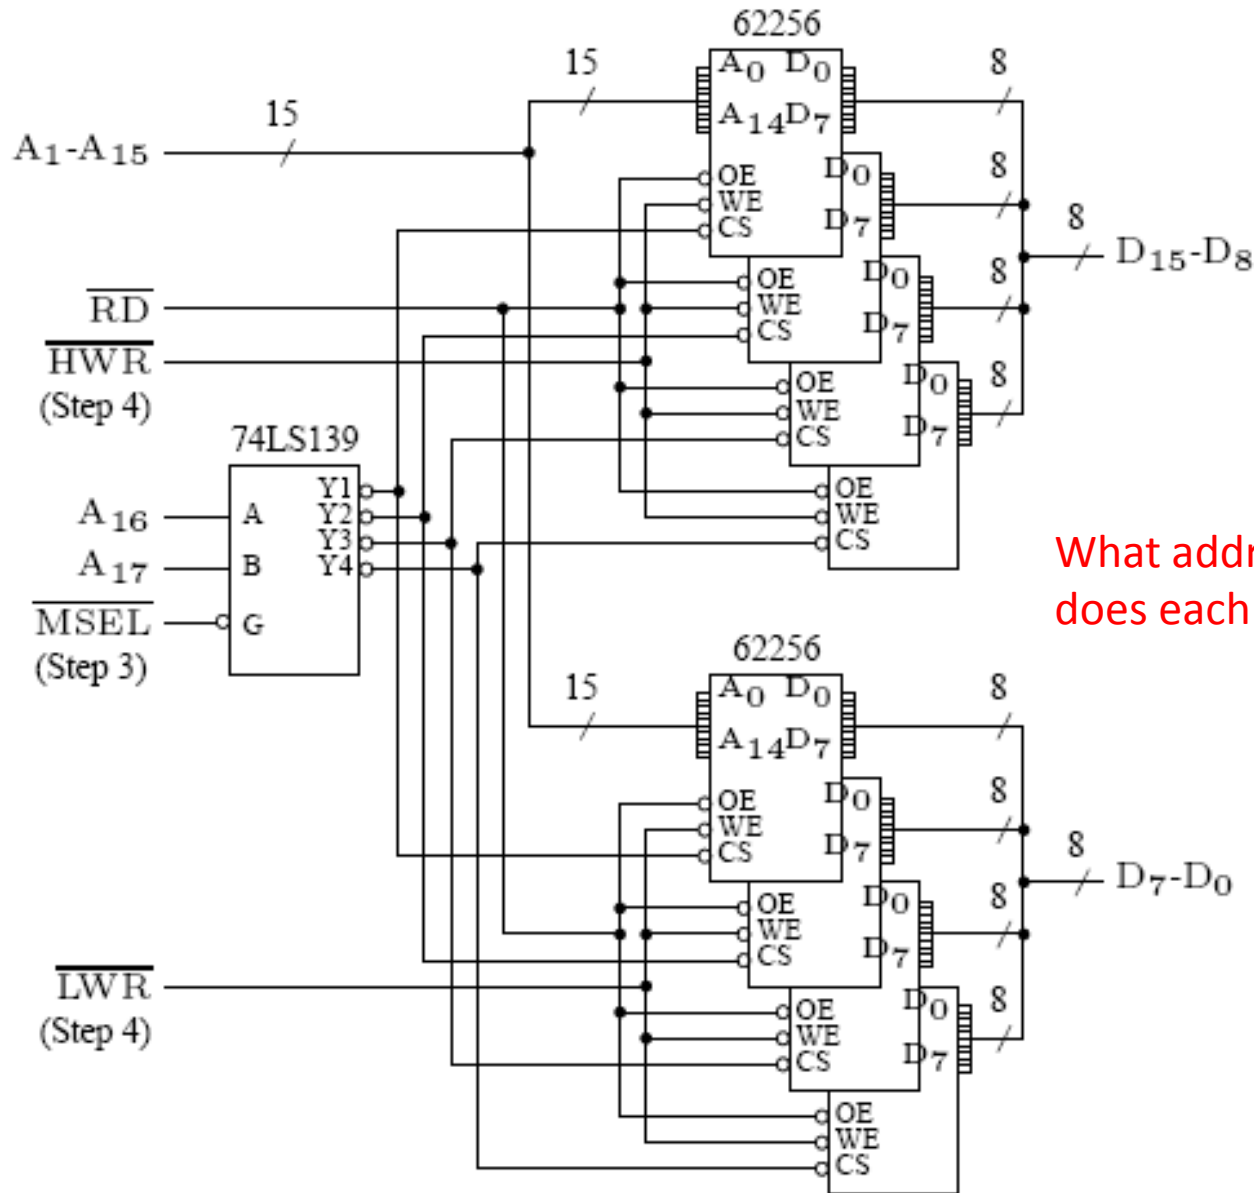 62256
15
A0 D0
8
A14 D7
15
A1-A15
OE
WE
CS
D0
8
D7
8
D15-D8
RD
OE
WE
CS
D0
8
D7
HWR
(Step 4)
OE
WE
CS
D0
8
D7
74LS139
Y1
Y2
Y3
Y4
A16
A
A17
B
MSEL
G
(Step 3)
OE
WE
CS
What addr
does each
62256
15
A0 D0
8
A14 D7
OE
WE
CS
D0
8
D7
8
D7-D0
OE
WE
CS
D0
8
D7
LWR
(Step 4)
OE
WE
CS
D0
8
D7
OE
WE
CS